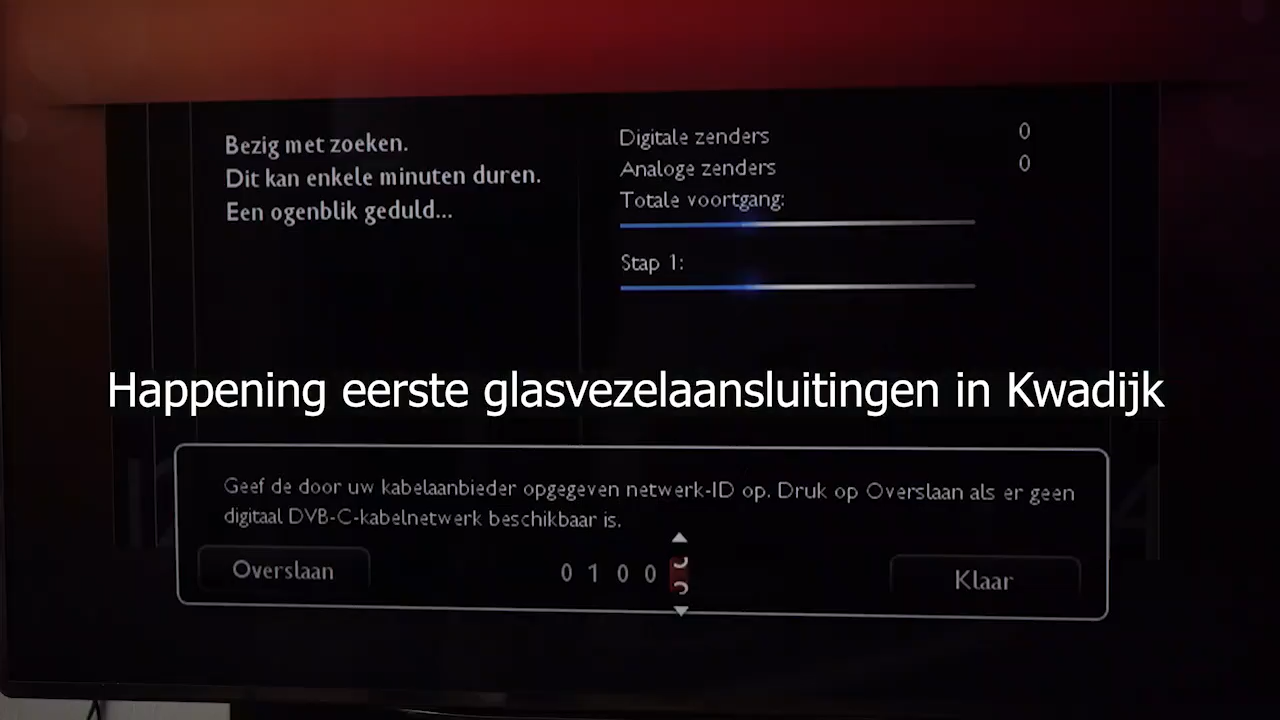 Bezig met zoeken.
Dit kan enkele minuten duren.
Een ogenblik geduld...
Digitale zenders 0
Analoge zenders 0
Totale voortgang:
Stap 1:
Happening eerste glasvezelaansluitingen in Kwadijk
Geef de door uw kabelaanbieder opgegeven netwerk-ID op. Druk op Overslaan als er geen
digitaal DVB-C-kabelnetwerk beschikbaar is.
Overslaan
0 1 0 0
Klaar